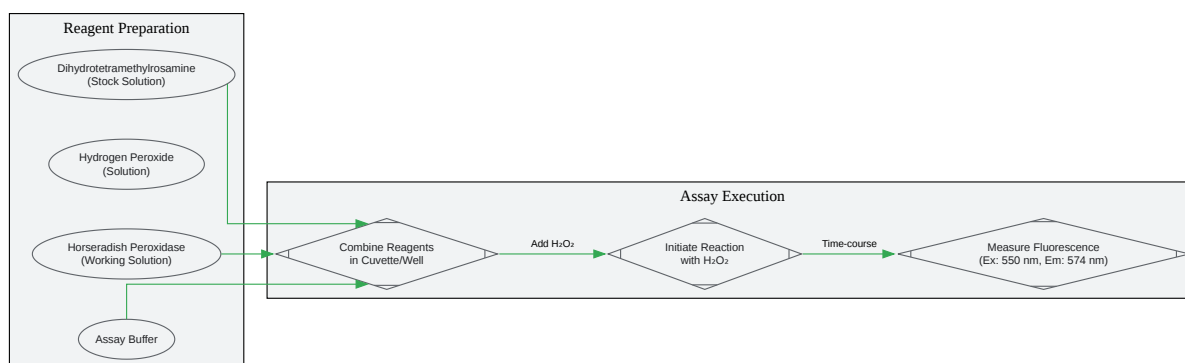 Reagent Preparation
Dihydrotetramethylrosamine
(Stock Solution)
Hydrogen Peroxide
(Solution)
Horseradish Peroxidase
(Working Solution)
Assay Buffer
Assay Execution
Combine Reagents
in Cuvette/Well
Add H₂O₂
Initiate Reaction
with H₂O₂
Time-course
Measure Fluorescence
(Ex: 550 nm, Em: 574 nm)